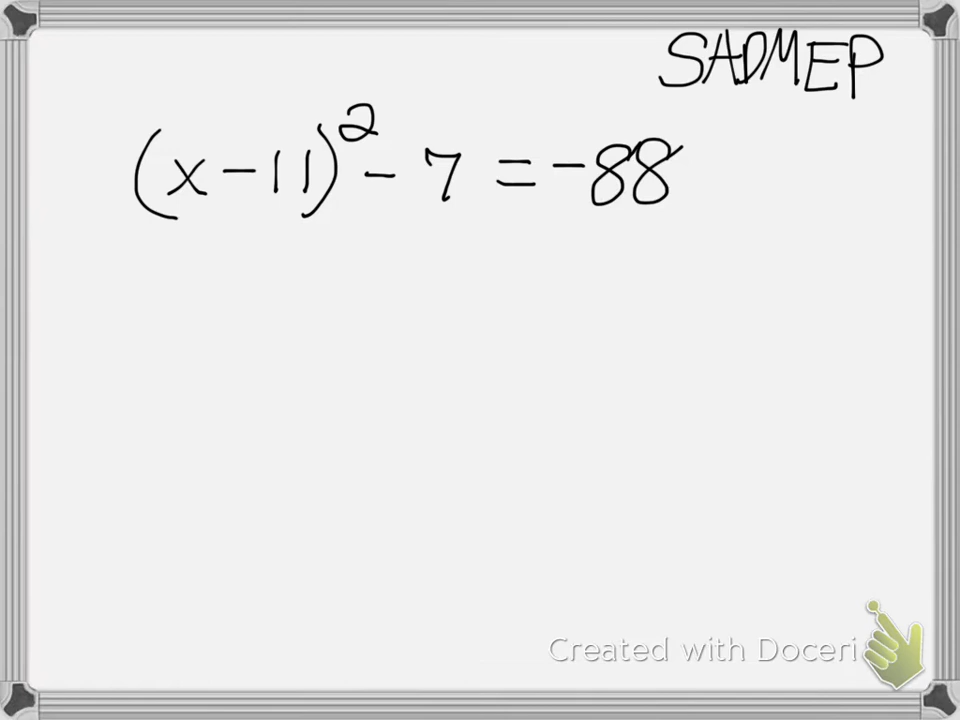 SADMEP
(x-11)² - 7 = -88
Created with Doceri